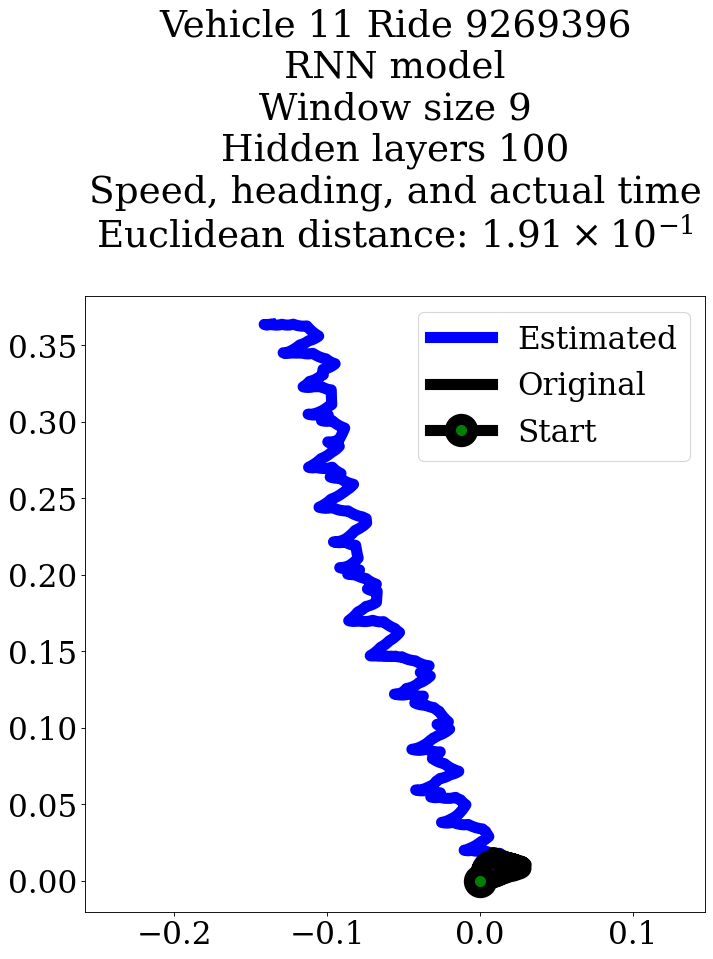 Vehicle 11 Ride 9269396
RNN model
Window size 9
Hidden layers 100
Speed, heading, and actual time
Euclidean distance: 1.91 × 10⁻¹
Estimated
Original
Start
0.35
0.30
0.25
0.20
0.15
0.10
0.05
0.00
−0.2 −0.1 0.0 0.1